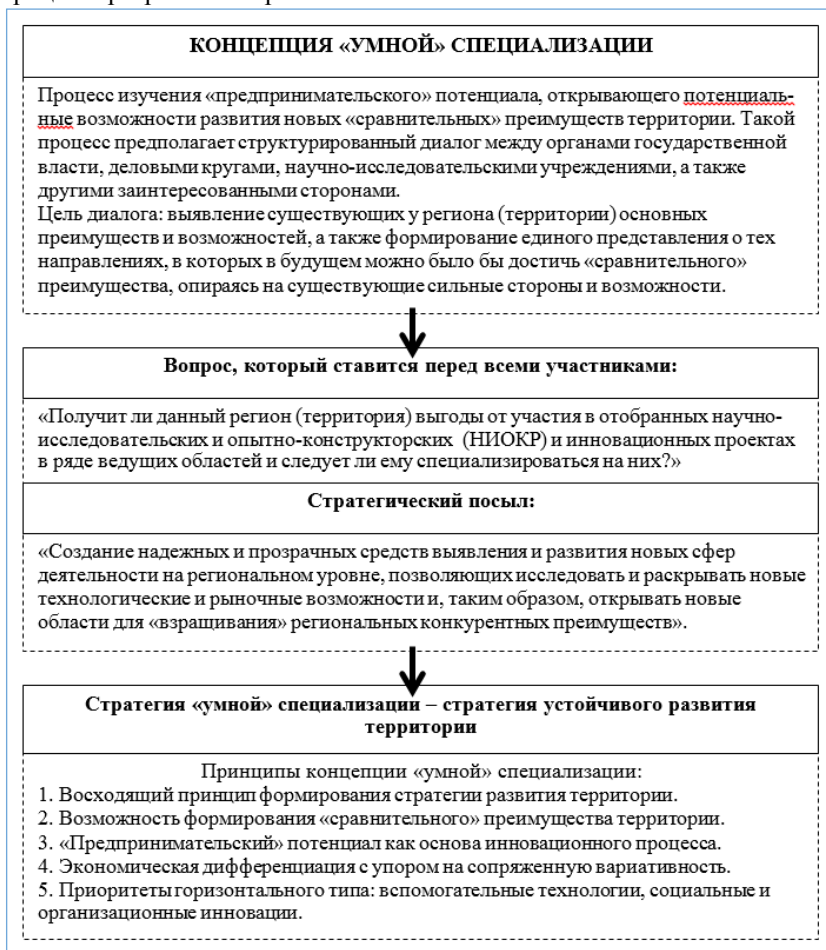 КОНЦЕПЦИЯ «УМНОЙ» СПЕЦИАЛИЗАЦИИ
Процесс изучения «предпринимательского» потенциала, открывающего потенциаль-
ные возможности развития новых «сравнительных» преимуществ территории. Такой
процесс предполагает структурированный диалог между органами государственной
власти, деловыми кругами, научно-исследовательскими учреждениями, а также
другими заинтересованными сторонами.
Цель диалога: выявление существующих у региона (территории) основных
преимуществ и возможностей, а также формирование единого представления о тех
направлениях, в которых в будущем можно было бы достичь «сравнительного»
преимущества, опираясь на существующие сильные стороны и возможности.
Вопрос, который ставится перед всеми участниками:
«Получит ли данный регион (территория) выгоды от участия в отобранных научно-
исследовательских и опытно-конструкторских (НИОКР) и инновационных проектах
в ряде ведущих областей и следует ли ему специализироваться на них?»
Стратегический посыл:
«Создание надежных и прозрачных средств выявления и развития новых сфер
деятельности на региональном уровне, позволяющих исследовать и раскрывать новые
технологические и рыночные возможности и, таким образом, открывать новые
области для «взращивания» региональных конкурентных преимуществ».
Стратегия «умной» специализации – стратегия устойчивого развития
территории
Принципы концепции «умной» специализации:
1. Восходящий принцип формирования стратегии развития территории.
2. Возможность формирования «сравнительного» преимущества территории.
3. «Предпринимательский» потенциал как основа инновационного процесса.
4. Экономическая дифференциация с упором на сопряженную вариативность.
5. Приоритеты горизонтального типа: вспомогательные технологии, социальные и
организационные инновации.